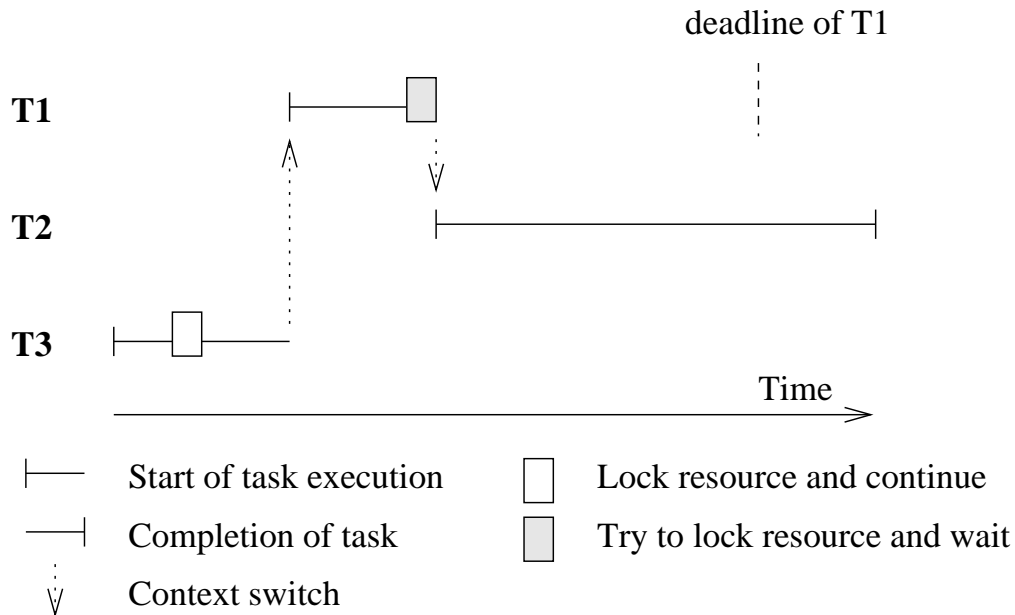 deadline of T1
T1
T2
T3
Time
Start of task execution
Lock resource and continue
Completion of task
Try to lock resource and wait
Context switch